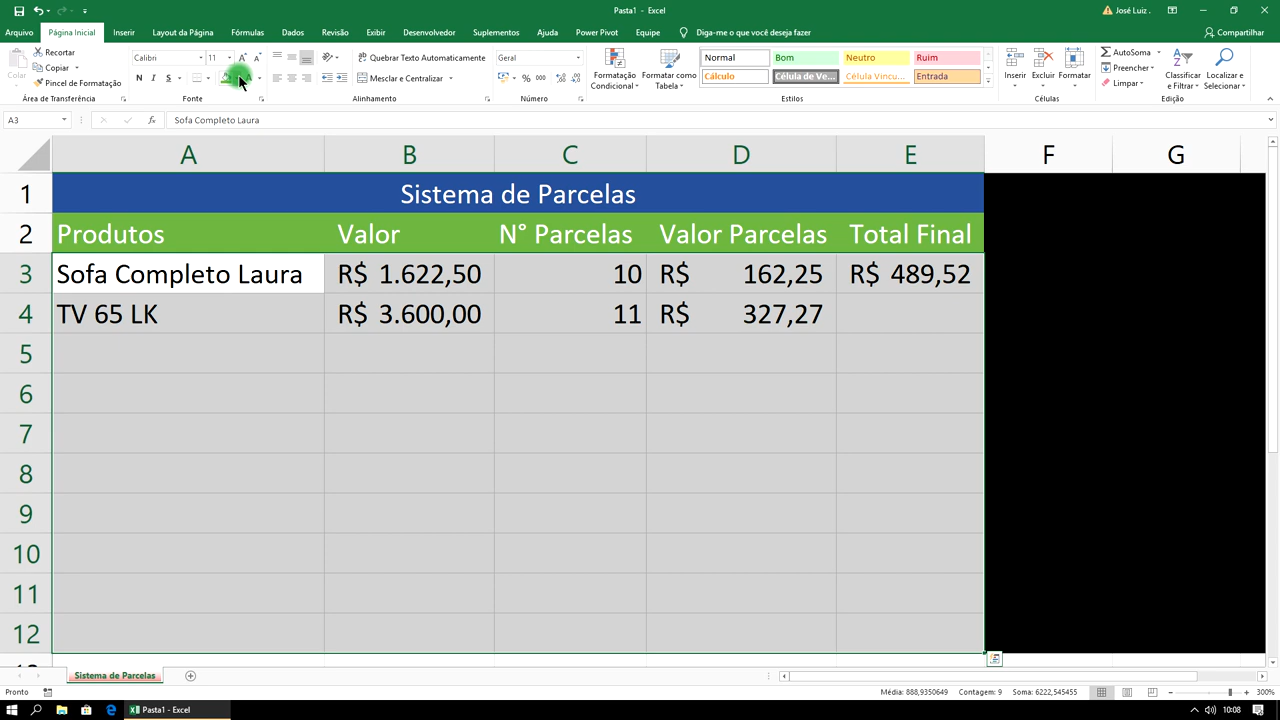 Pasta1 - Excel
José Luiz .
Arquivo Página Inicial Inserir Layout da Página Fórmulas Dados Revisão Exibir Desenvolvedor Suplementos Ajuda Power Pivot Equipe Diga-me o que você deseja fazer Compartilhar
Colar
Recortar
Copiar
Pincel de Formatação
Área de Transferência
Calibri 11
N I S
Fonte
Quebrar Texto Automaticamente
Mesclar e Centralizar
Alinhamento
Geral
% 000
Número
Formatação Condicional
Formatar como Tabela
Normal Bom Neutro Ruim
Cálculo Célula de Ve... Célula Vincu... Entrada
Estilos
Inserir Excluir Formatar
Células
AutoSoma
Preencher
Limpar
Classificar e Filtrar
Localizar e Selecionar
Edição
A3 fx Sofa Completo Laura
A B C D E F G
1 Sistema de Parcelas
2 Produtos Valor N° Parcelas Valor Parcelas Total Final
3 Sofa Completo Laura R$ 1.622,50 10 R$ 162,25 R$ 489,52
4 TV 65 LK R$ 3.600,00 11 R$ 327,27
5
6
7
8
9
10
11
12
Sistema de Parcelas
Pronto Média: 888,9350649 Contagem: 9 Soma: 6222,545455 300%
Pasta1 - Excel 10:08